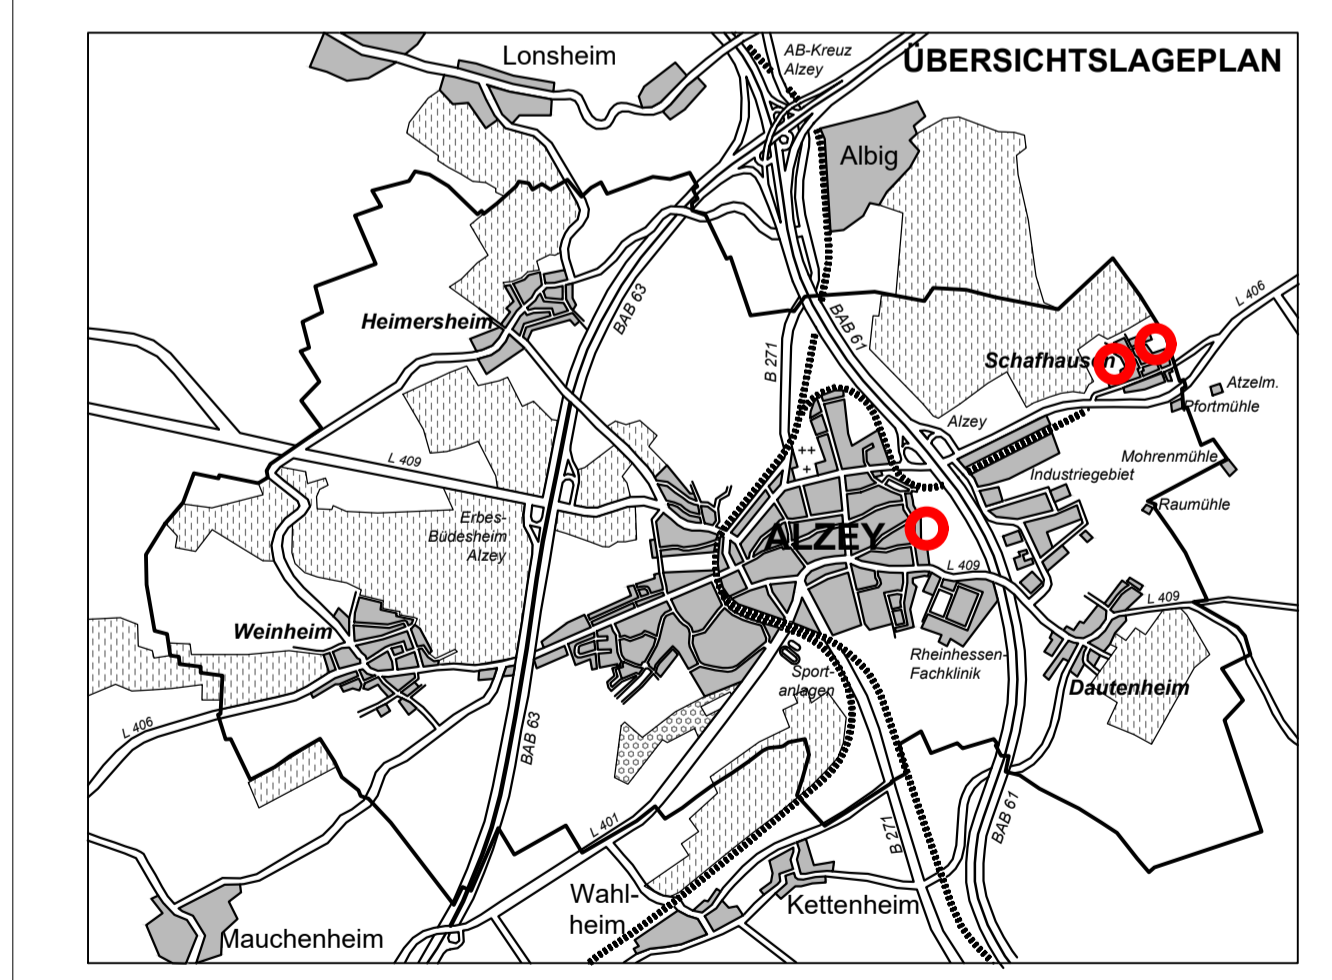 Lonsheim
AB-Kreuz
Alzey
ÜBERSICHTSLAGEPLAN
Albig
L 406
BAB 63
Heimersheim
B 271
BAB 61
Schafhausen
Atzelm.
Pfortmühle
Alzey
L 409
Mohrenmühle
Industriegebiet
Raumühle
++
+
Erbes-
Büdesheim
Alzey
ALZEY
L 409
L 409
Weinheim
Rheinhessen-
Fachklinik
Sport-
anlagen
Dautenheim
L 406
BAB 63
L 401
B 271
BAB 61
Wahl-
heim
Kettenheim
Mauchenheim